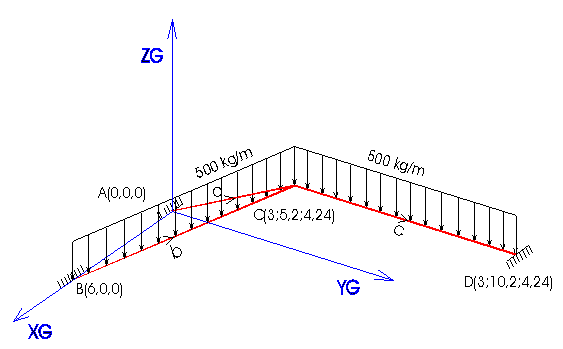 ZG
500 kg/m
500 kg/m
A(0,0,0)
a
C(3;5,2;4,24)
c
b
D(3;10,2;4,24)
B(6,0,0)
YG
XG